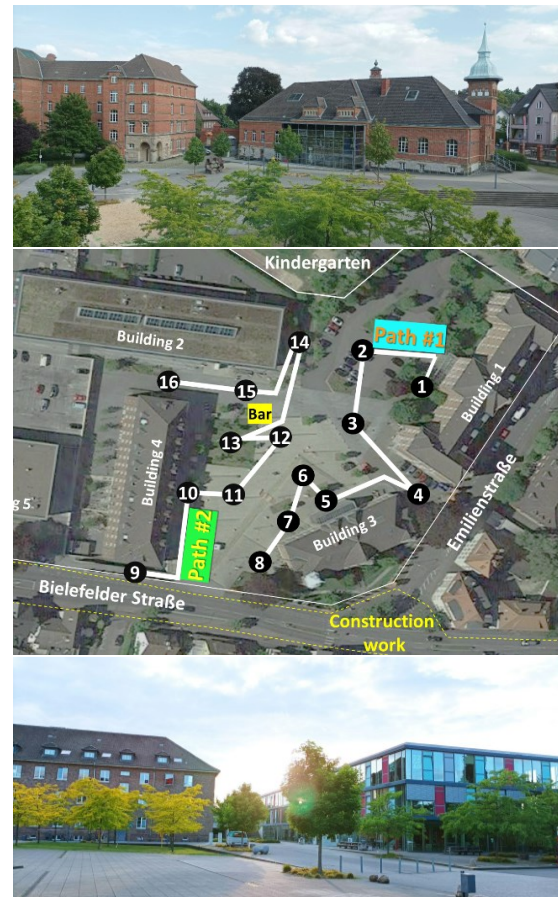 Kindergarten
Path #1
14
2
Building 2
1
16
15
Building 1
Bar
3
13
12
Building 4
6
10
11
5
4
7
Building 3
5
8
Path #2
Emilienstraße
9
Bielefelder Straße
Construction
work